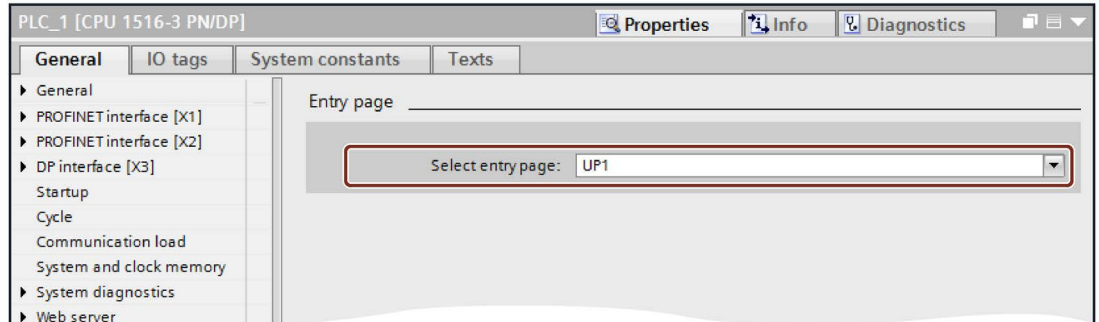 PLC_1 [CPU 1516-3 PN/DP]
Properties
Info
Diagnostics
General
IO tags
System constants
Texts
General
PROFINET interface [X1]
PROFINET interface [X2]
DP interface [X3]
Startup
Cycle
Communication load
System and clock memory
System diagnostics
Web server
Entry page
Select entry page: UP1